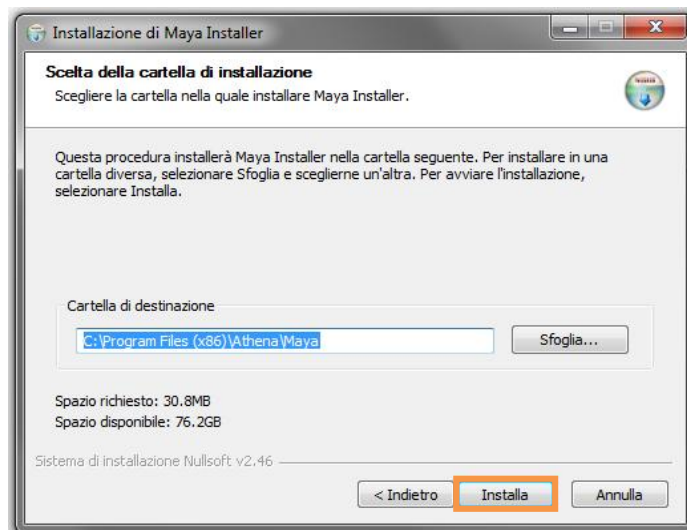 Installazione di Maya Installer
Scelta della cartella di installazione
Scegliere la cartella nella quale installare Maya Installer.
Questa procedura installerà Maya Installer nella cartella seguente. Per installare in una
cartella diversa, selezionare Sfoglia e sceglierne un'altra. Per avviare l'installazione,
selezionare Installa.
Cartella di destinazione
C:\Program Files (x86)\Athena\Maya
Sfoglia...
Spazio richiesto: 30.8MB
Spazio disponibile: 76.2GB
Sistema di installazione Nullsoft v2.46
< Indietro
Installa
Annulla